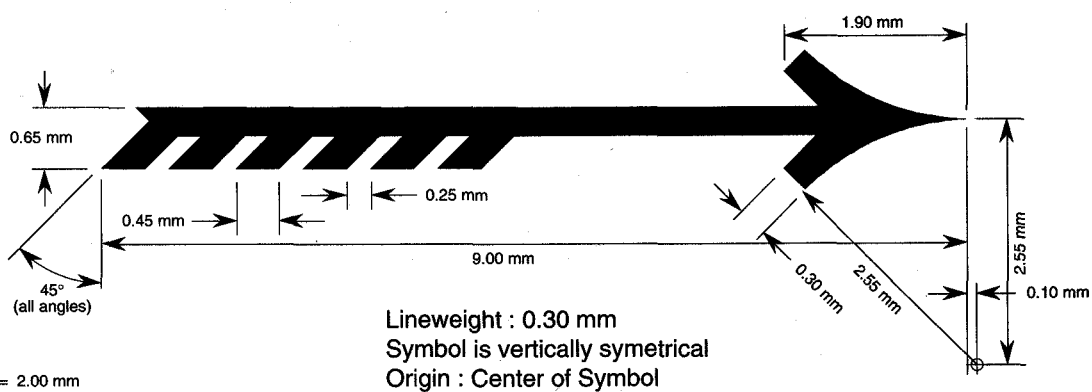 1.90 mm
0.65 mm
0.25 mm
0.45 mm
9.00 mm
45°
(all angles)
0.30 mm
2.55 mm
2.55 mm
0.10 mm
Lineweight : 0.30 mm
Symbol is vertically symetrical
Origin : Center of Symbol
= 2.00 mm